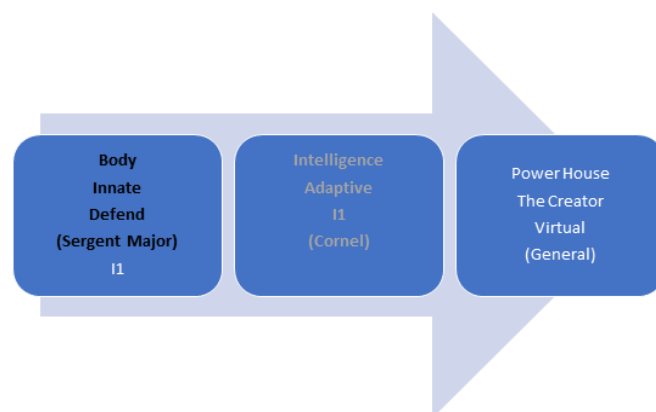 Body
Innate
Defend
(Sergent Major)
I1
Intelligence
Adaptive
I1
(Cornel)
Power House
The Creator
Virtual
(General)